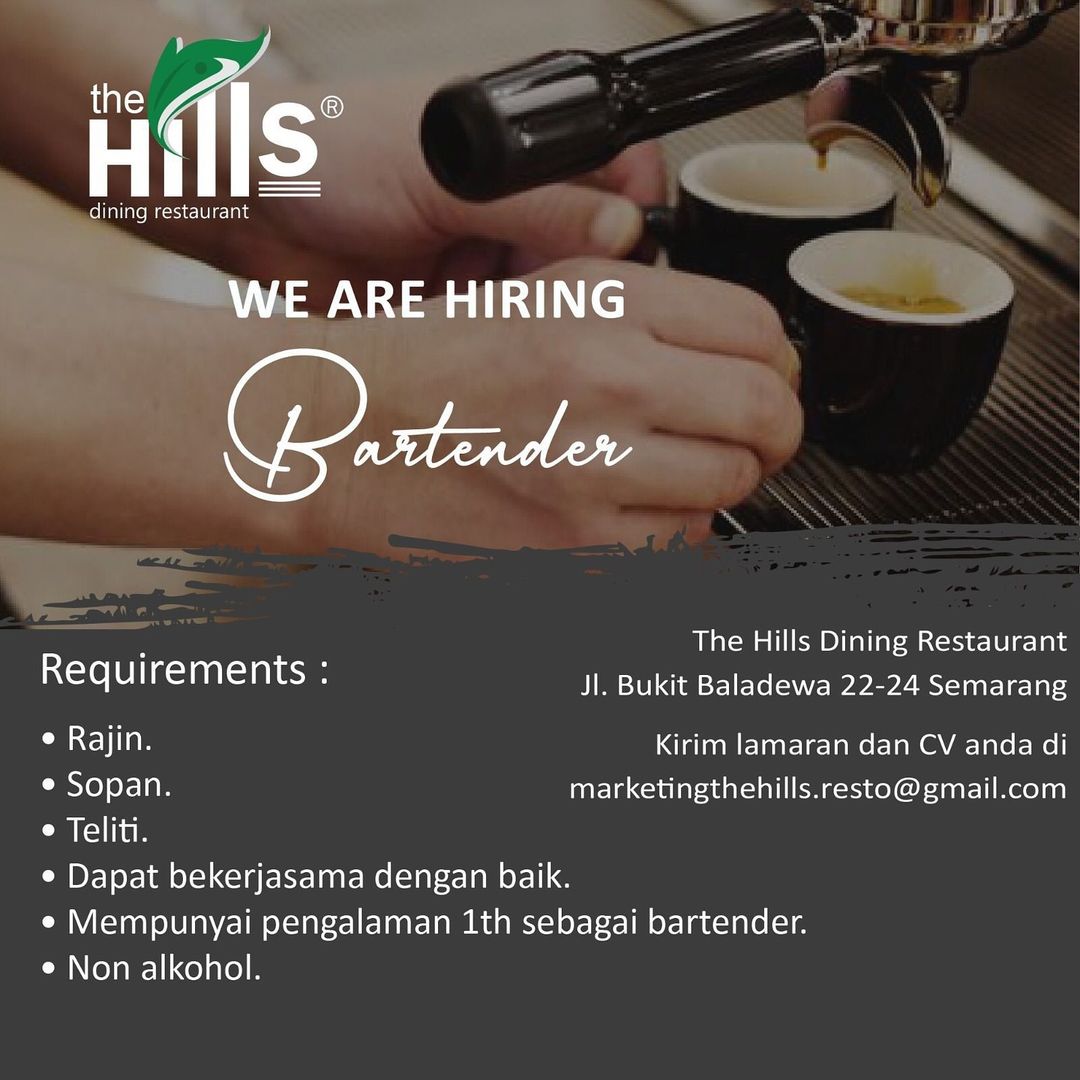 the
Hills®
dining restaurant
WE ARE HIRING
Bartender
Requirements :
• Rajin.
• Sopan.
• Teliti.
• Dapat bekerjasama dengan baik.
• Mempunyai pengalaman 1th sebagai bartender.
• Non alkohol.
The Hills Dining Restaurant
Jl. Bukit Baladewa 22-24 Semarang
Kirim lamaran dan CV anda di
marketingthehills.resto@gmail.com